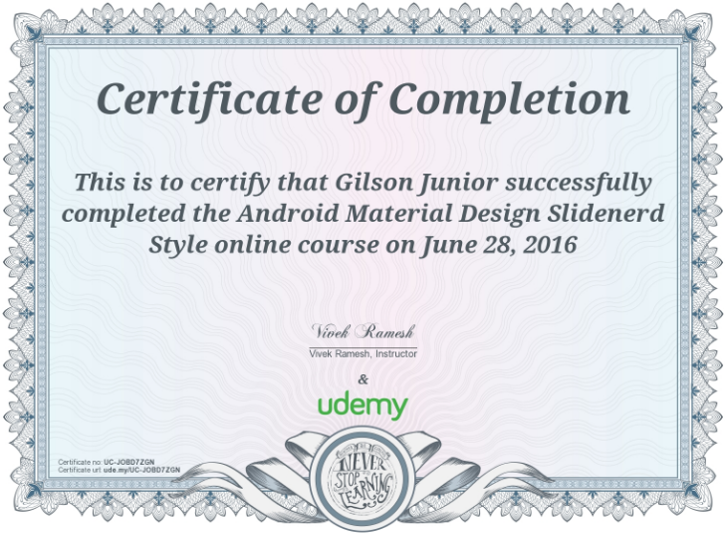 Certificate of Completion
This is to certify that Gilson Junior successfully
completed the Android Material Design Slidenerd
Style online course on June 28, 2016
Vivek Ramesh
Vivek Ramesh, Instructor
&
udemy
Certificate no: UC-JOBD7ZGN
Certificate url: ude.my/UC-JOBD7ZGN
NEVER
STOP
LEARNING